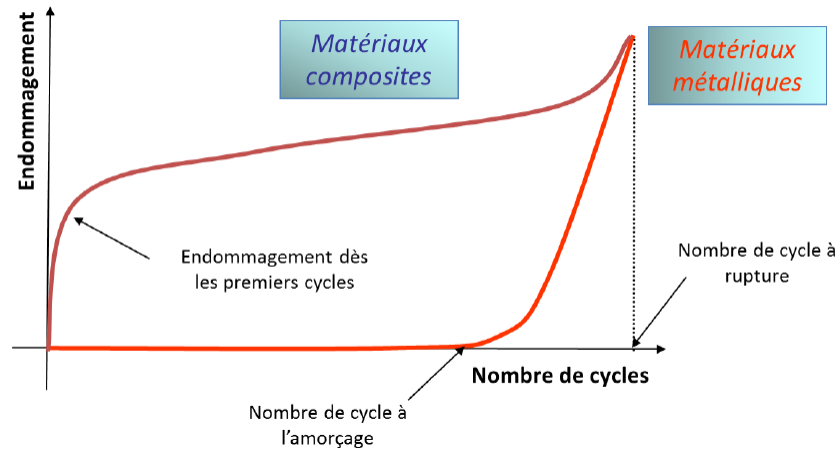 Endommagement
Matériaux
composites
Matériaux
métalliques
Endommagement dès
les premiers cycles
Nombre de cycle à
rupture
Nombre de cycles
Nombre de cycle à
l'amorçage